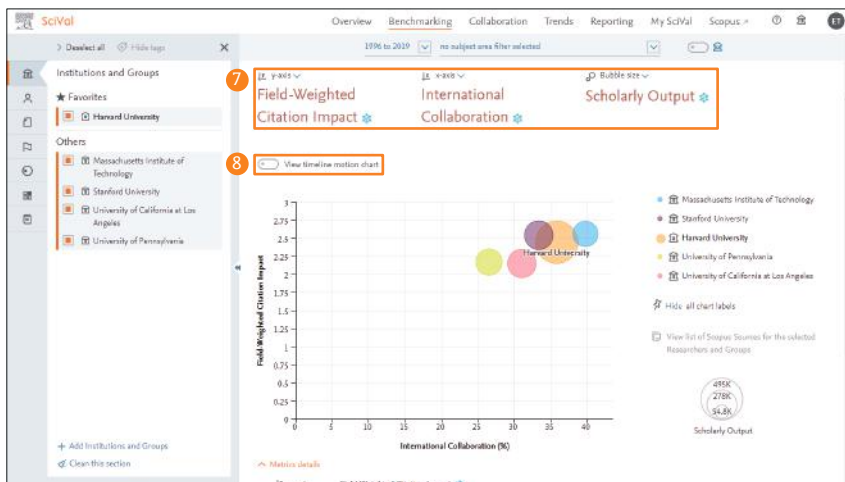 SciVal
Overview Benchmarking Collaboration Trends Reporting My SciVal Scopus ↗
ET
> Deselect all Hide tags
1996 to 2019 no subject area filter selected
Institutions and Groups
★ Favorites
Harvard University
Others
Massachusetts Institute of
Technology
Stanford University
University of California at Los
Angeles
University of Pennsylvania
+ Add Institutions and Groups
Clean this section
7
y-axis
Field-Weighted
Citation Impact
x-axis
International
Collaboration
Bubble size
Scholarly Output
8
View timeline motion chart
Field-Weighted Citation Impact
3
2.75
2.5
2.25
2
1.75
1.5
1.25
1
0.75
0.5
0.25
0
Harvard University
0 5 10 15 20 25 30 35 40
International Collaboration (%)
Massachusetts Institute of Technology
Stanford University
Harvard University
University of Pennsylvania
University of California at Los Angeles
Hide all chart labels
View list of Scopus Sources for the selected
Researchers and Groups
495K
278K
54.8K
Scholarly Output
Metrics details